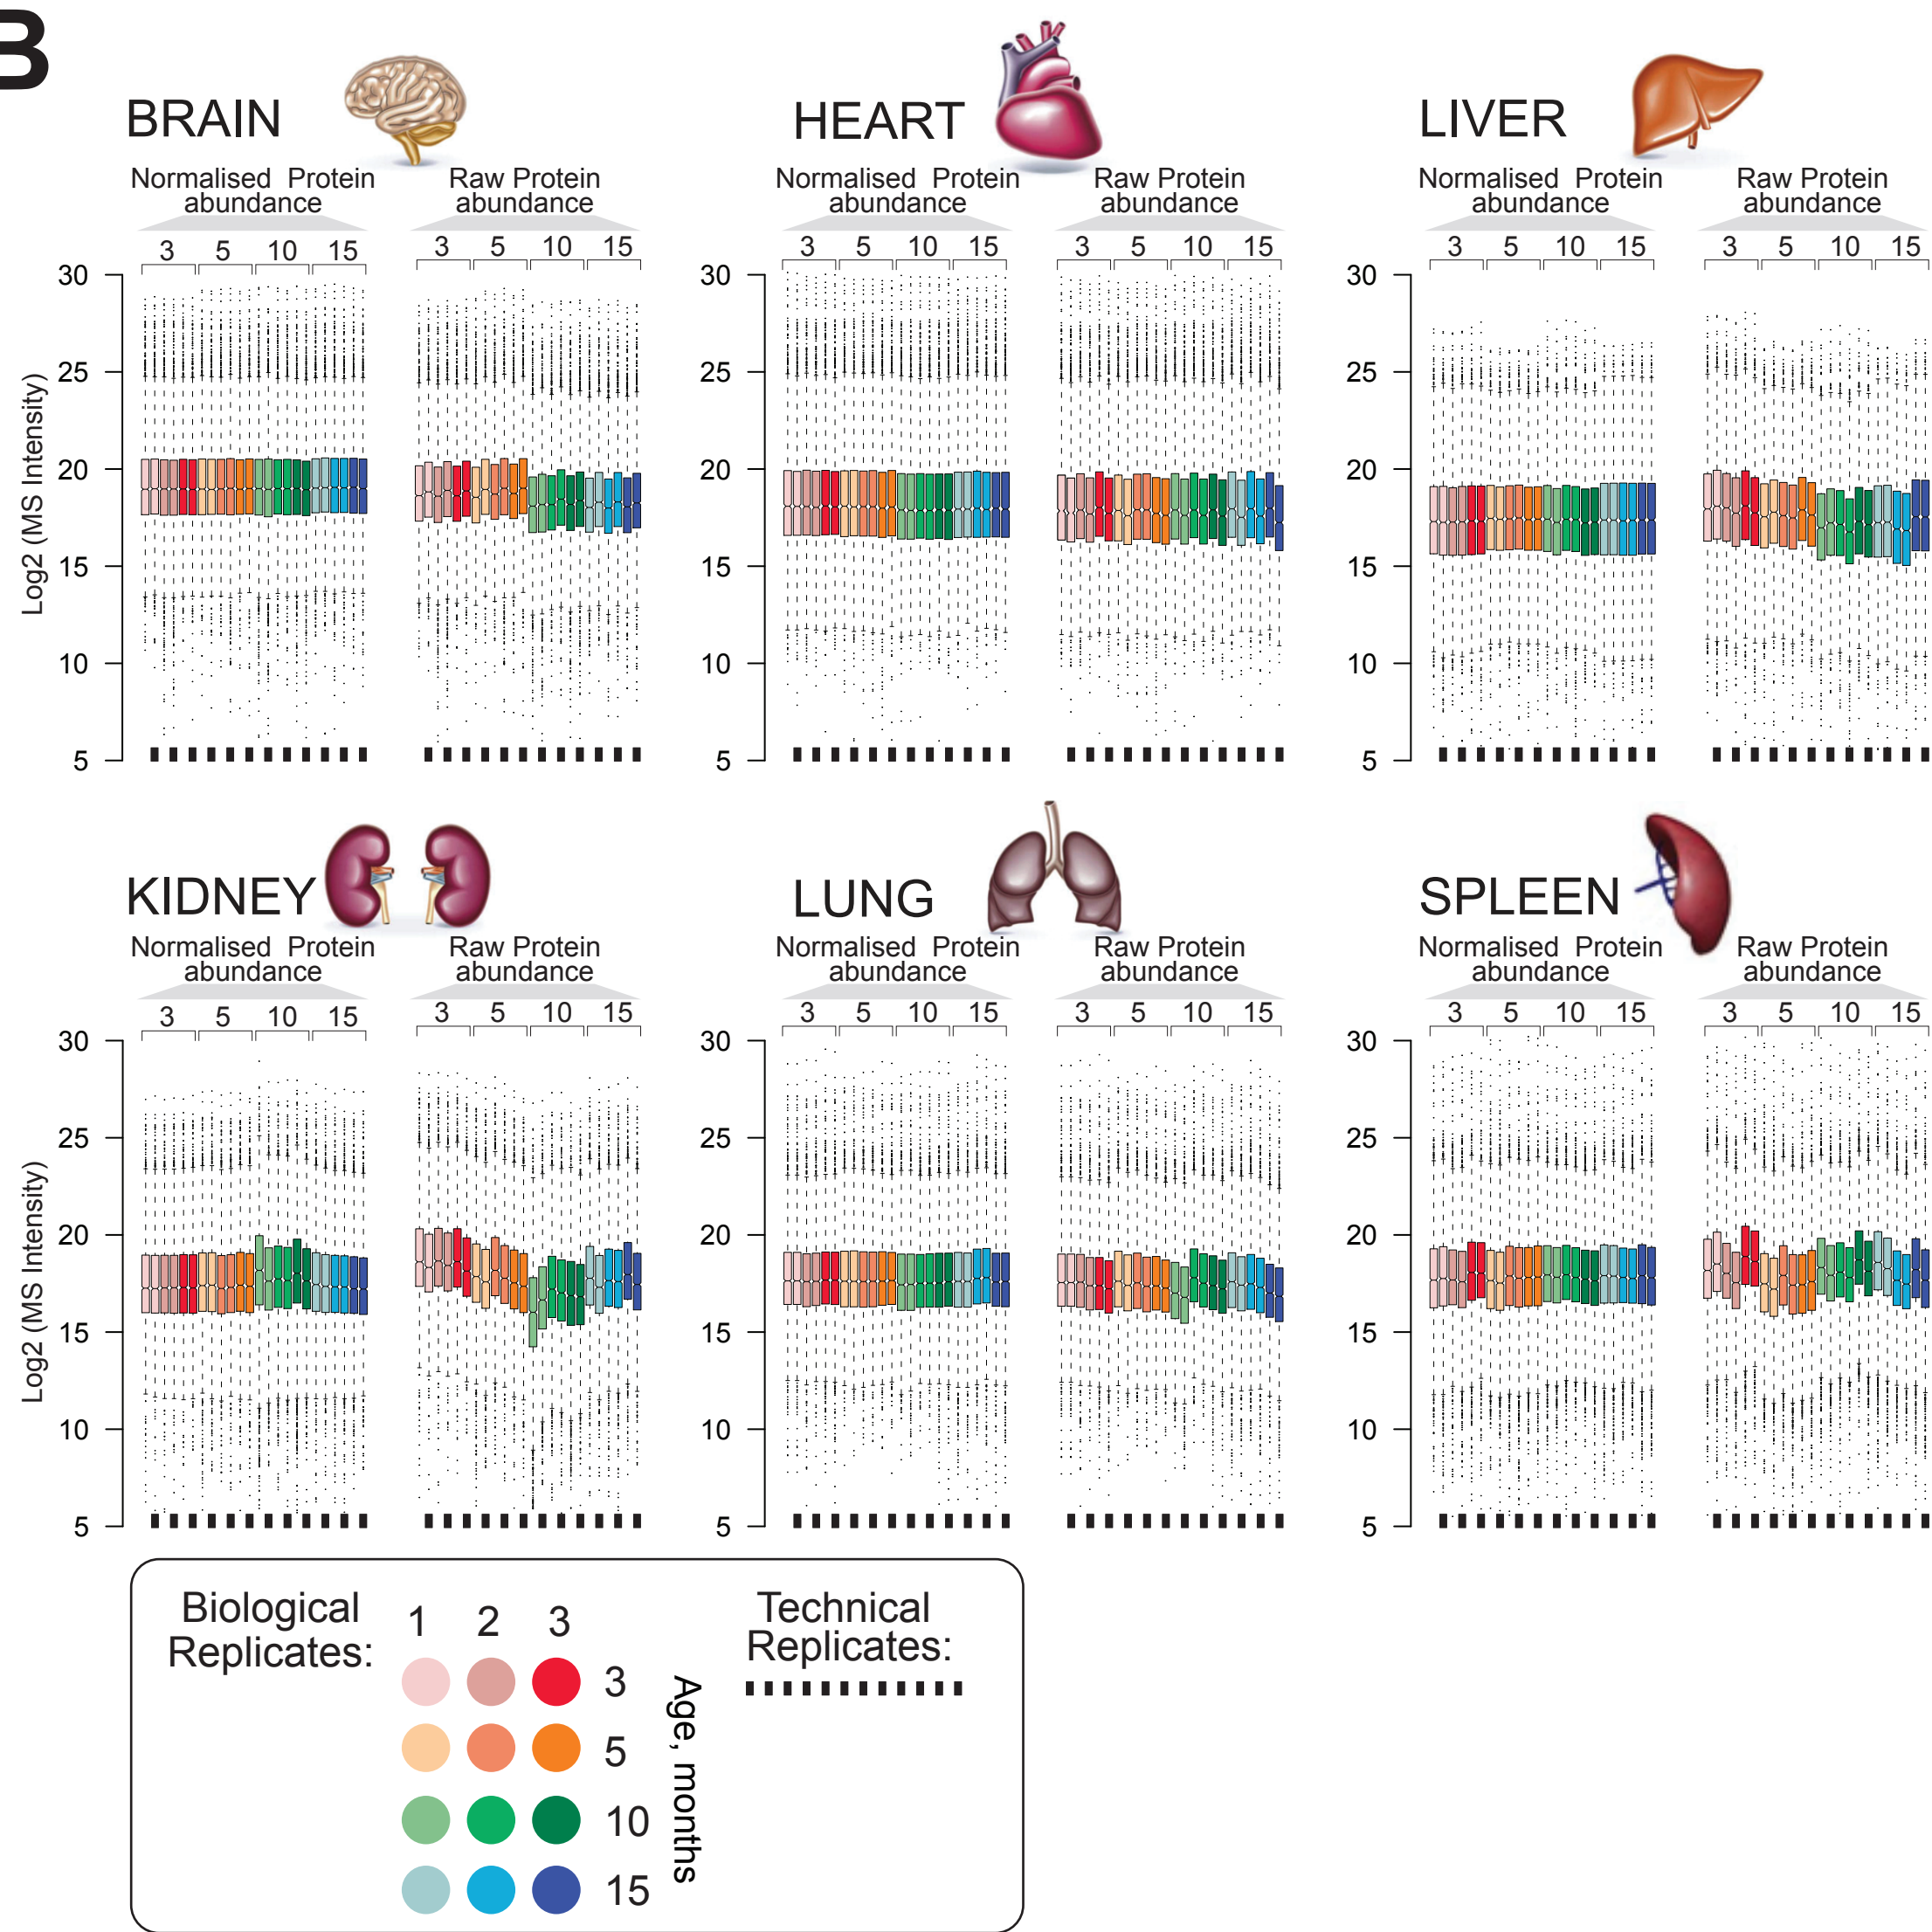 B
BRAIN
HEART
LIVER
Normalised Protein
abundance
Raw Protein
abundance
Normalised Protein
abundance
Raw Protein
abundance
Normalised Protein
abundance
Raw Protein
abundance
3 5 10 15
3 5 10 15
3 5 10 15
3 5 10 15
3 5 10 15
3 5 10 15
Log2 (MS Intensity)
30
25
20
15
10
5
30
25
20
15
10
5
30
25
20
15
10
5
KIDNEY
LUNG
SPLEEN
Normalised Protein
abundance
Raw Protein
abundance
Normalised Protein
abundance
Raw Protein
abundance
Normalised Protein
abundance
Raw Protein
abundance
3 5 10 15
3 5 10 15
3 5 10 15
3 5 10 15
3 5 10 15
3 5 10 15
Log2 (MS Intensity)
30
25
20
15
10
5
30
25
20
15
10
5
30
25
20
15
10
5
Biological
Replicates:
1 2 3
3
5
10
15
Age, months
Technical
Replicates: